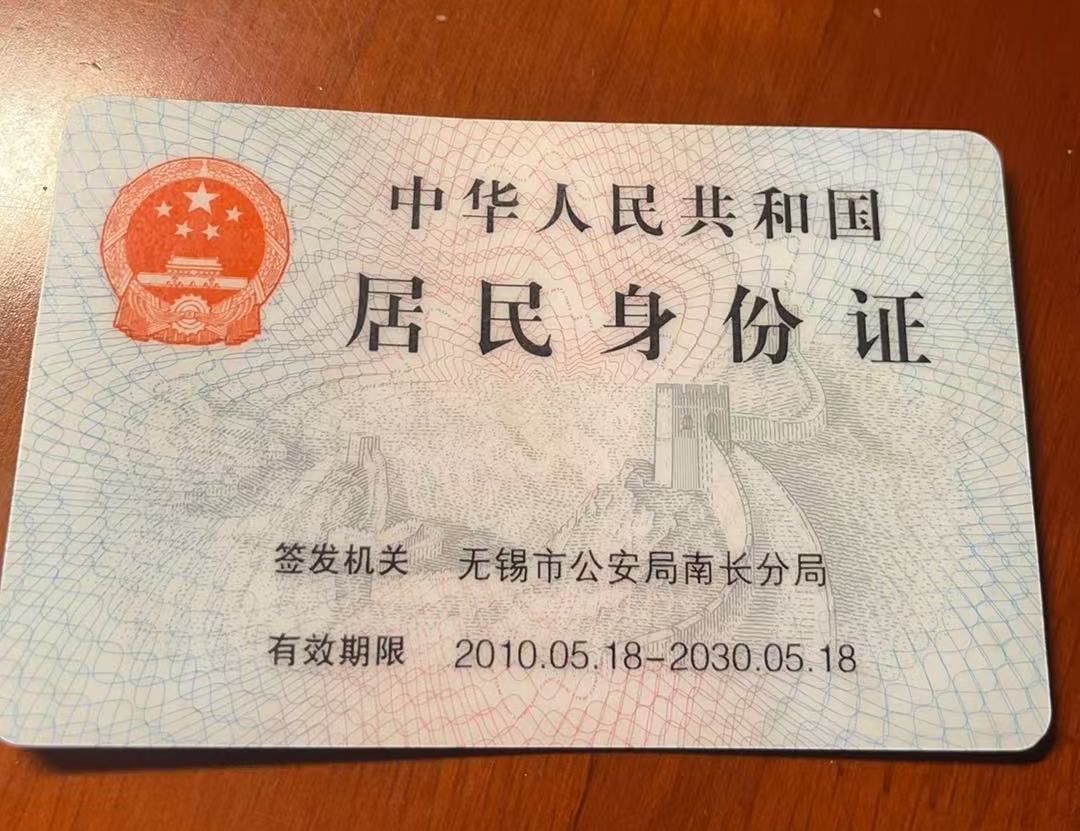 中华人民共和国
居民身份证
签发机关 无锡市公安局南长分局
有效期限 2010.05.18-2030.05.18